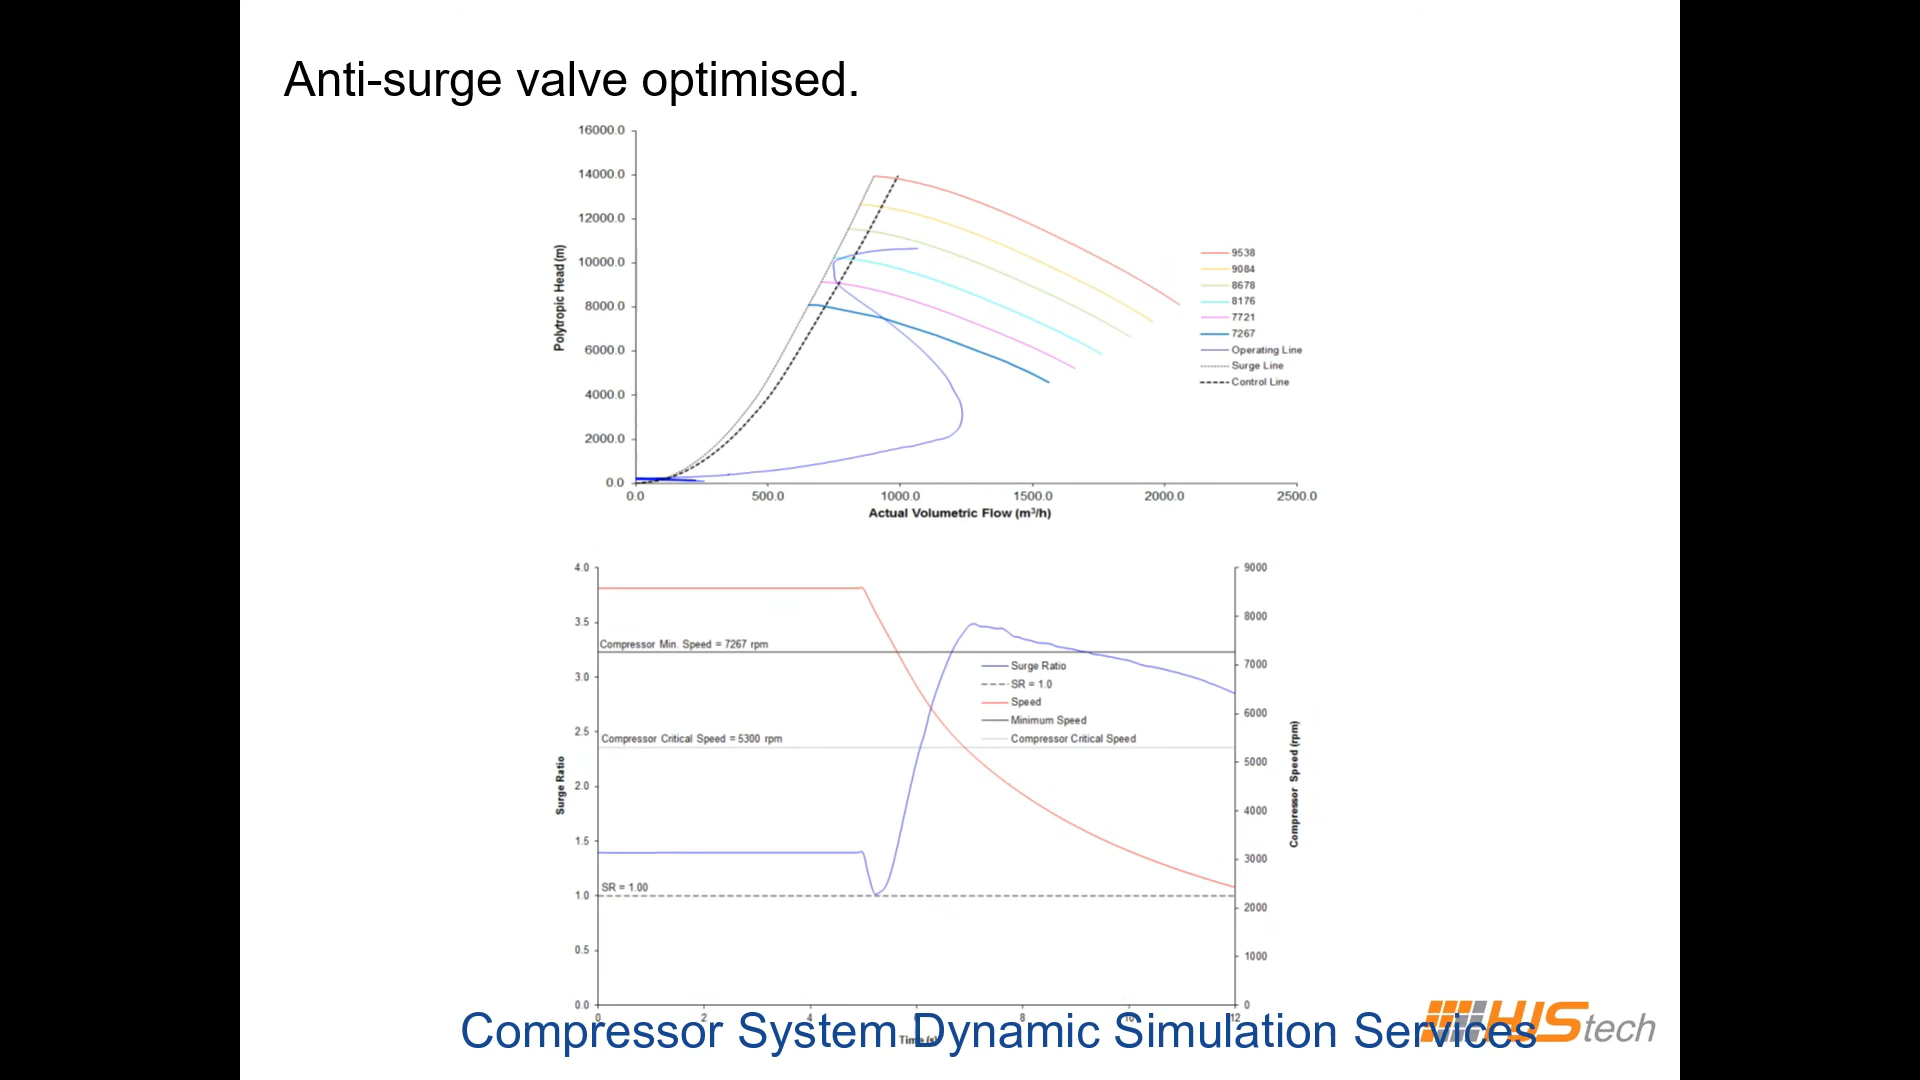 Anti-surge valve optimised.
16000.0
14000.0
12000.0
10000.0
8000.0
6000.0
4000.0
2000.0
0.0
Polytropic Head (m)
0.0 500.0 1000.0 1500.0 2000.0 2500.0
Actual Volumetric Flow (m³/h)
9538
9084
8678
8176
7721
7267
Operating Line
Surge Line
Control Line
4.0
3.5
3.0
2.5
2.0
1.5
1.0
0.5
0.0
Surge Ratio
Compressor Min. Speed = 7267 rpm
Compressor Critical Speed = 5300 rpm
SR = 1.00
Surge Ratio
SR = 1.0
Speed
Minimum Speed
Compressor Critical Speed
9000
8000
7000
6000
5000
4000
3000
2000
1000
0
Compressor Speed (rpm)
0 2 4 6 8 10 12
Time (s)
Compressor System Dynamic Simulation Services
HJS tech